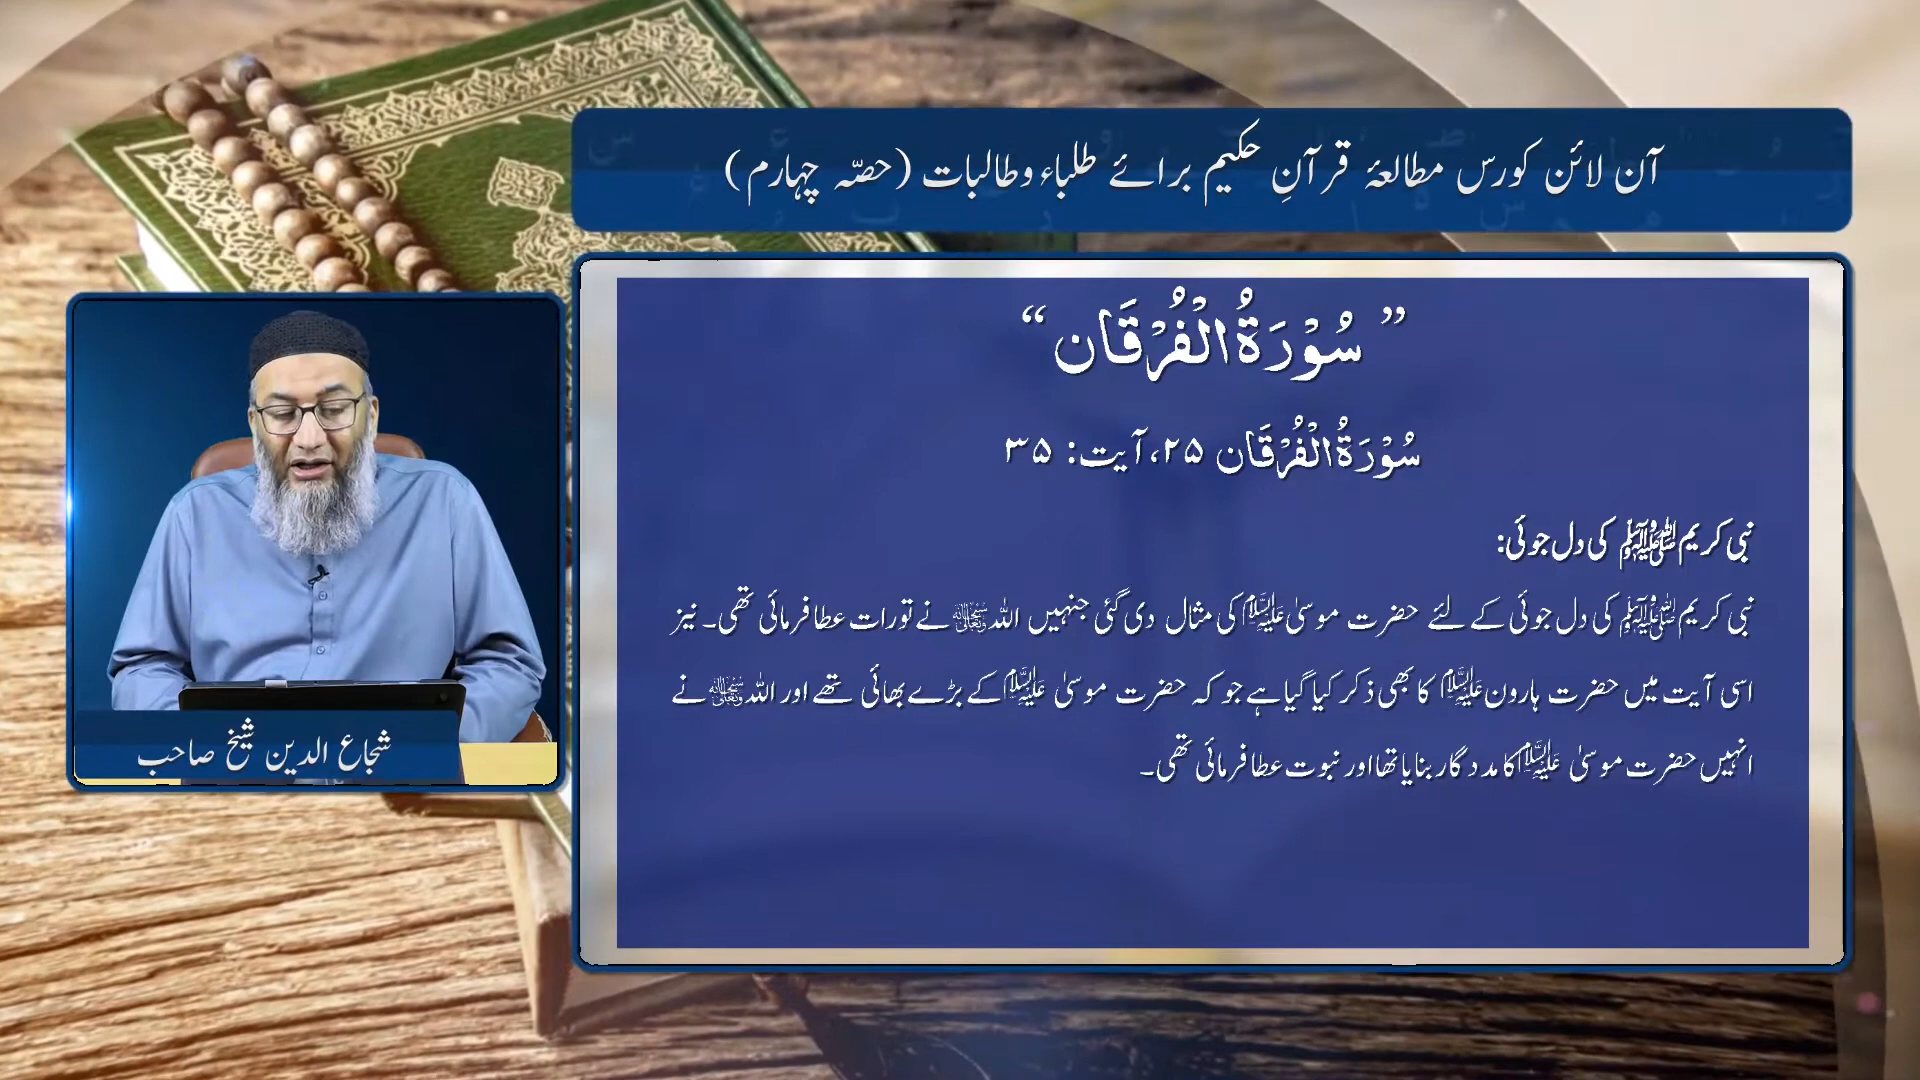 آن لائن کورس مطالعۂ قرآنِ حکیم برائے طلباء وطالبات (حصّہ چہارم)
” سُوْرَۃُ الْفُرْقَان “
سُوْرَۃُ الْفُرْقَان ۲۵، آیت: ۳۵
نبی کریم ﷺ کی دل جوئی:
نبی کریم ﷺ کی دل جوئی کے لئے حضرت موسیٰ علیہ السلام کی مثال دی گئی جنہیں اللہ سبحانہ وتعالیٰ نے تورات عطا فرمائی تھی۔ نیز
اسی آیت میں حضرت ہارون علیہ السلام کا بھی ذکر کیا گیا ہے جو کہ حضرت موسیٰ علیہ السلام کے بڑے بھائی تھے اور اللہ سبحانہ وتعالیٰ نے
انہیں حضرت موسیٰ علیہ السلام کا مددگار بنایا تھا اور نبوت عطا فرمائی تھی۔
شجاع الدین شیخ صاحب